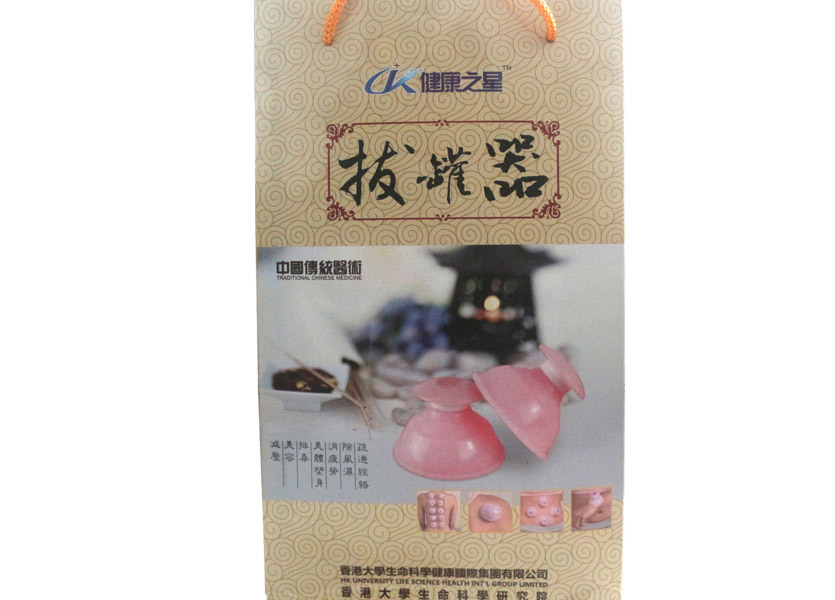 CK健康之星™
拔罐器
中國傳統醫術
TRADITIONAL CHINESE MEDICINE
疏通經絡
除風濕
消疲勞
美體塑身
排毒
美容
減壓
香港大學生命科學健康國際集團有限公司
HK UNIVERSITY LIFE SCIENCE HEALTH INT'L GROUP LIMITED
香港大學生命科學研究院